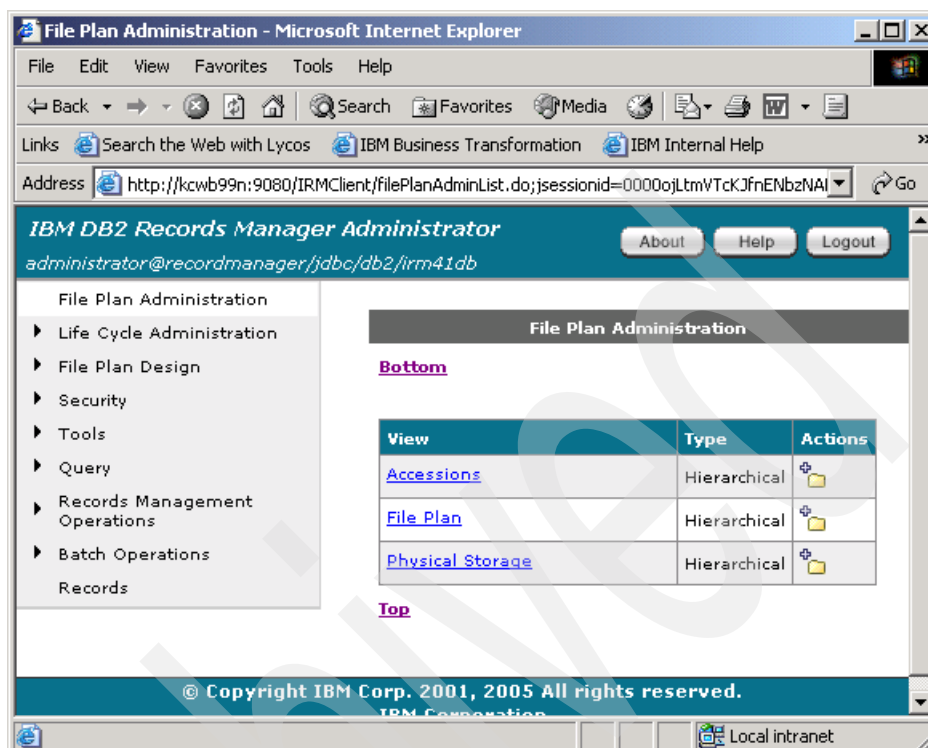 File Plan Administration - Microsoft Internet Explorer
File Edit View Favorites Tools Help
Back Search Favorites Media
Links Search the Web with Lycos IBM Business Transformation IBM Internal Help »
Address http://kcwb99n:9080/IRMClient/filePlanAdminList.do;jsessionid=0000ojLtmVTcKJfnENbzNAI Go
IBM DB2 Records Manager Administrator
About Help Logout
administrator@recordmanager/jdbc/db2/irm41db
File Plan Administration
Life Cycle Administration
File Plan Design
Security
Tools
Query
Records Management
Operations
Batch Operations
Records
File Plan Administration
Bottom
View Type Actions
Accessions Hierarchical
File Plan Hierarchical
Physical Storage Hierarchical
Top
© Copyright IBM Corp. 2001, 2005 All rights reserved.
IBM Corporation
Local intranet